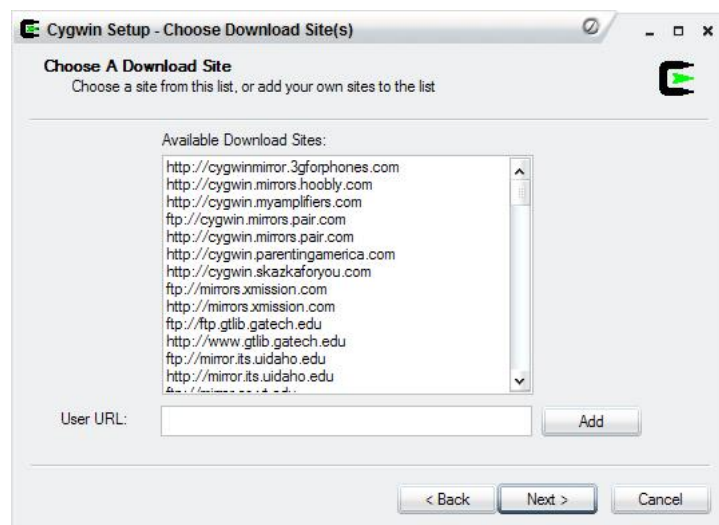 Cygwin Setup - Choose Download Site(s)
Choose A Download Site
Choose a site from this list, or add your own sites to the list
Available Download Sites:
http://cygwinmirror.3gforphones.com
http://cygwin.mirrors.hoobly.com
http://cygwin.myamplifiers.com
ftp://cygwin.mirrors.pair.com
http://cygwin.mirrors.pair.com
http://cygwin.parentingamerica.com
http://cygwin.skazkaforyou.com
ftp://mirrors.xmission.com
http://mirrors.xmission.com
ftp://ftp.gtlib.gatech.edu
http://www.gtlib.gatech.edu
ftp://mirror.its.uidaho.edu
http://mirror.its.uidaho.edu
User URL:
Add
< Back
Next >
Cancel